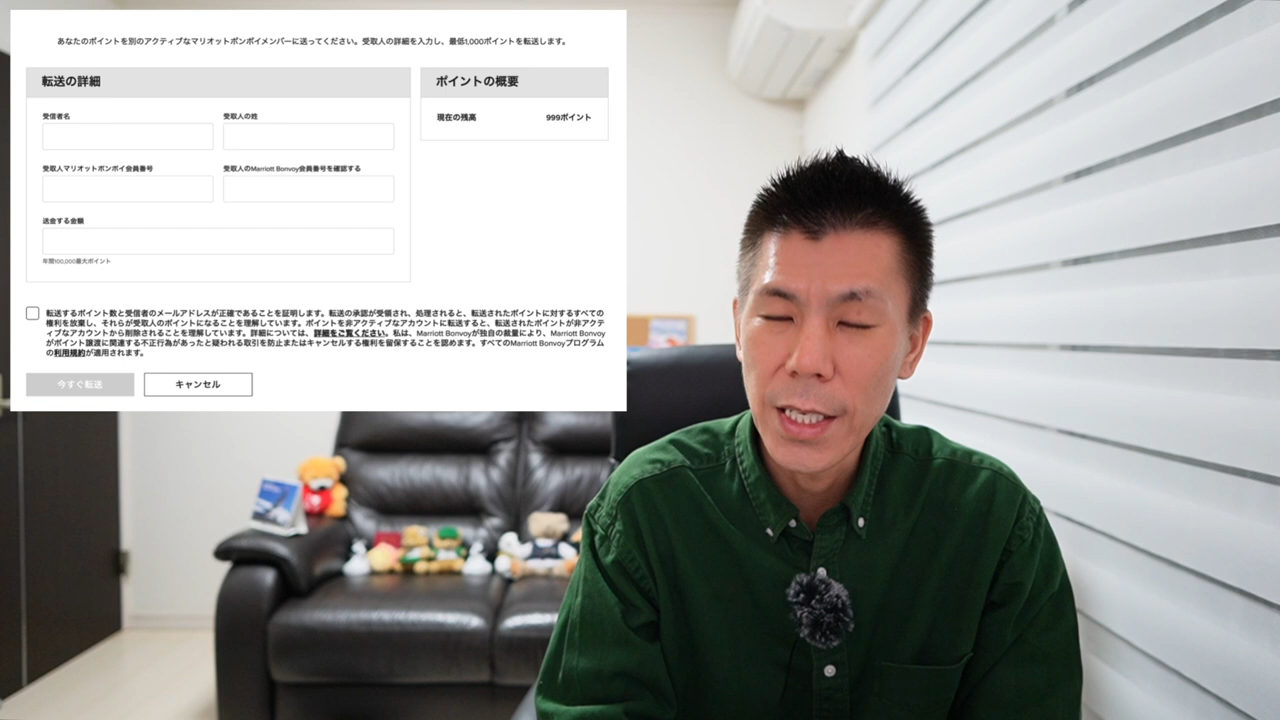 あなたのポイントを別のアクティブなマリオットボンボイメンバーに送ってください。受取人の詳細を入力し、最低1,000ポイントを転送します。
転送の詳細
ポイントの概要
受信者名
受取人の姓
現在の残高
999ポイント
受取人マリオットボンボイ会員番号
受取人のMarriott Bonvoy会員番号を確認する
送金する金額
年間100,000最大ポイント
転送するポイント数と受信者のメールアドレスが正確であることを証明します。転送の承認が受領され、処理されると、転送されたポイントに対するすべての
権利を放棄し、それらが受取人のポイントになることを理解しています。ポイントを非アクティブなアカウントに転送すると、転送されたポイントが非アクテ
ィブなアカウントから削除されることを理解しています。詳細については、詳細をご覧ください。私は、Marriott Bonvoyが独自の裁量により、Marriott Bonvoy
がポイント譲渡に関連する不正行為があったと疑われる取引を防止またはキャンセルする権利を留保することを認めます。すべてのMarriott Bonvoyプログラム
の利用規約が適用されます。
今すぐ転送
キャンセル